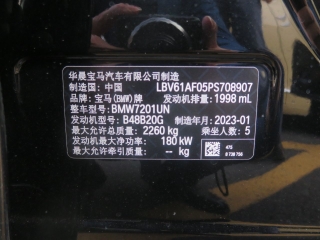 华晨宝马汽车有限公司制造
制造国: 中国 LBV61AF05PS708907
品牌: 宝马(BMW)牌 发动机排量: 1998 mL
整车型号: BMW7201UN
发动机型号: B48B20G 制造年月: 2023-01
最大允许总质量: 2260 kg 乘坐人数: 5
发动机最大净功率: 180 kW
最大允许牵引质量: -- kg